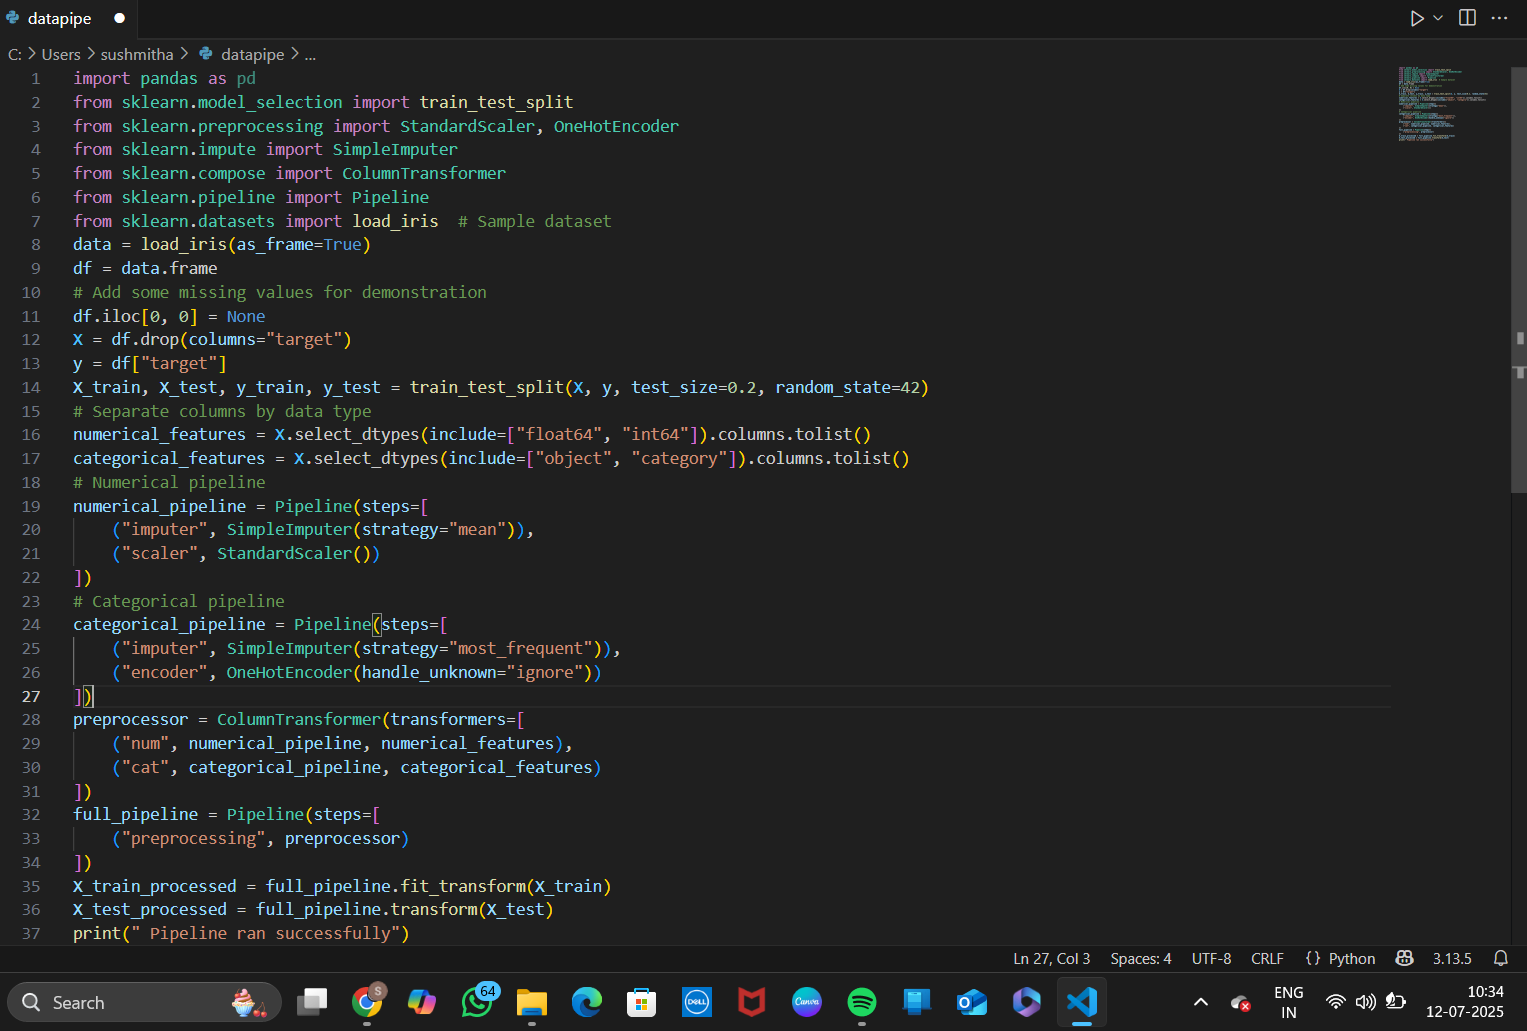 datapipe
C: > Users > sushmitha > datapipe > ...
1 import pandas as pd
2 from sklearn.model_selection import train_test_split
3 from sklearn.preprocessing import StandardScaler, OneHotEncoder
4 from sklearn.impute import SimpleImputer
5 from sklearn.compose import ColumnTransformer
6 from sklearn.pipeline import Pipeline
7 from sklearn.datasets import load_iris  # Sample dataset
8 data = load_iris(as_frame=True)
9 df = data.frame
10 # Add some missing values for demonstration
11 df.iloc[0, 0] = None
12 X = df.drop(columns="target")
13 y = df["target"]
14 X_train, X_test, y_train, y_test = train_test_split(X, y, test_size=0.2, random_state=42)
15 # Separate columns by data type
16 numerical_features = X.select_dtypes(include=["float64", "int64"]).columns.tolist()
17 categorical_features = X.select_dtypes(include=["object", "category"]).columns.tolist()
18 # Numerical pipeline
19 numerical_pipeline = Pipeline(steps=[
20     ("imputer", SimpleImputer(strategy="mean")),
21     ("scaler", StandardScaler())
22 ])
23 # Categorical pipeline
24 categorical_pipeline = Pipeline(steps=[
25     ("imputer", SimpleImputer(strategy="most_frequent")),
26     ("encoder", OneHotEncoder(handle_unknown="ignore"))
27 ])
28 preprocessor = ColumnTransformer(transformers=[
29     ("num", numerical_pipeline, numerical_features),
30     ("cat", categorical_pipeline, categorical_features)
31 ])
32 full_pipeline = Pipeline(steps=[
33     ("preprocessing", preprocessor)
34 ])
35 X_train_processed = full_pipeline.fit_transform(X_train)
36 X_test_processed = full_pipeline.transform(X_test)
37 print(" Pipeline ran successfully")
Ln 27, Col 3 Spaces: 4 UTF-8 CRLF {} Python 3.13.5
Search
S
64
DELL
Canva
ENG
IN
10:34
12-07-2025